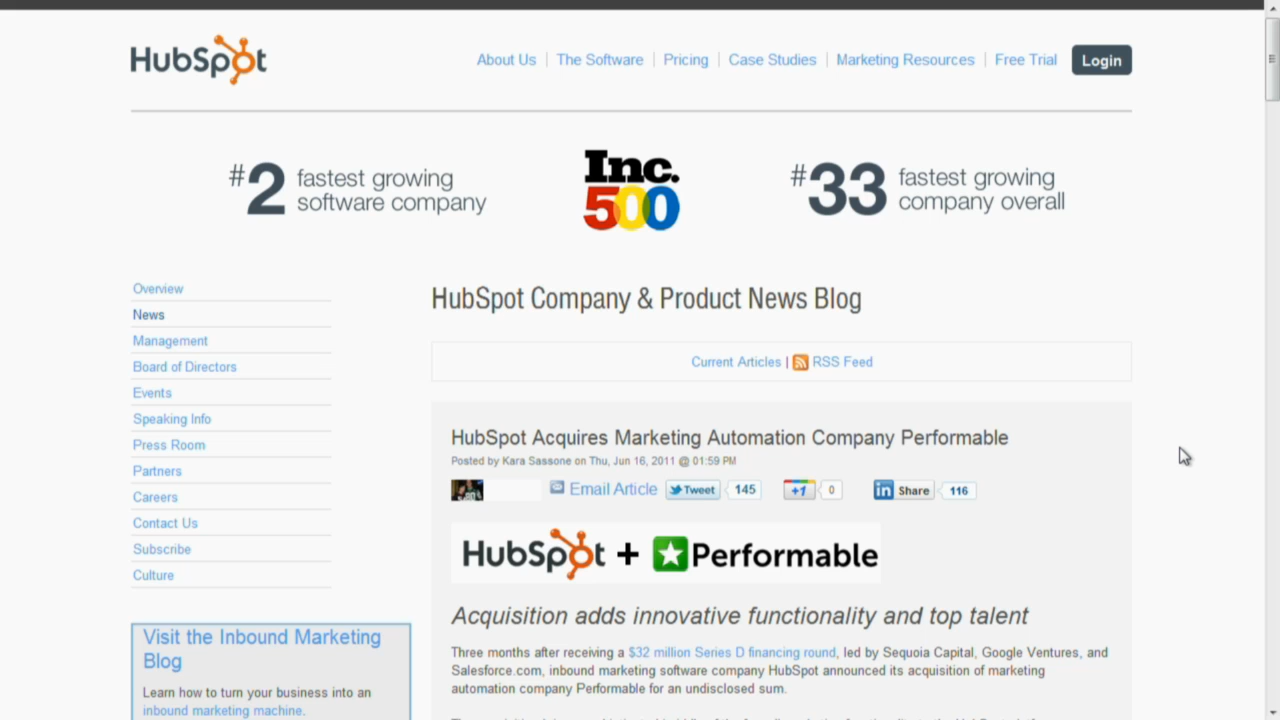 HubSpot
About Us | The Software | Pricing | Case Studies | Marketing Resources | Free Trial Login
#2 fastest growing
software company
Inc.
500
#33 fastest growing
company overall
Overview
News
Management
Board of Directors
Events
Speaking Info
Press Room
Partners
Careers
Contact Us
Subscribe
Culture
Visit the Inbound Marketing
Blog
Learn how to turn your business into an
inbound marketing machine.
HubSpot Company & Product News Blog
Current Articles | RSS Feed
HubSpot Acquires Marketing Automation Company Performable
Posted by Kara Sassone on Thu, Jun 16, 2011 @ 01:59 PM
Email Article Tweet 145 +1 0 in Share 116
HubSpot + Performable
Acquisition adds innovative functionality and top talent
Three months after receiving a $32 million Series D financing round, led by Sequoia Capital, Google Ventures, and
Salesforce.com, inbound marketing software company HubSpot announced its acquisition of marketing
automation company Performable for an undisclosed sum.